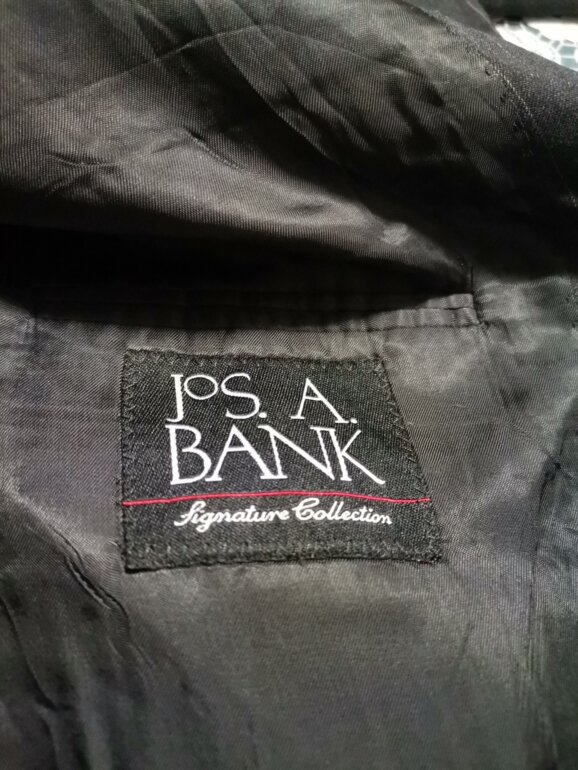 JOS. A.
BANK
Signature Collection